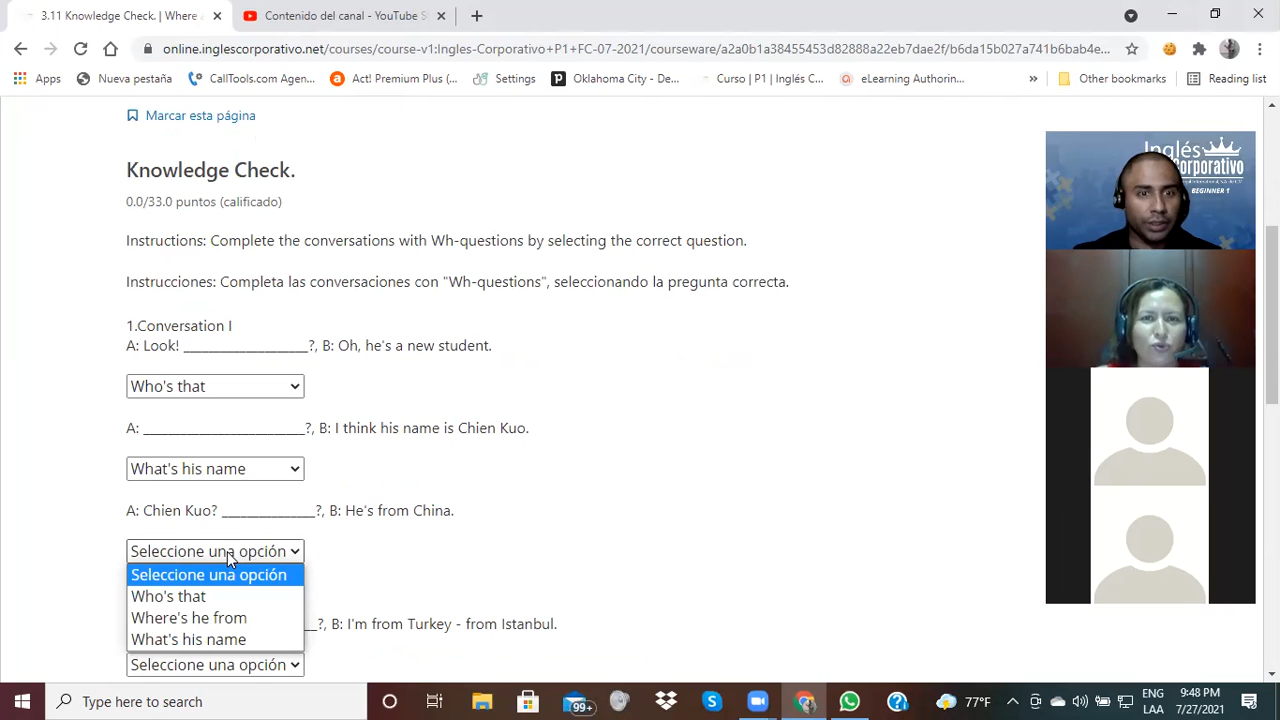 3.11 Knowledge Check. | Where
Contenido del canal - YouTube S
online.inglescorporativo.net/courses/course-v1:Ingles-Corporativo+P1+FC-07-2021/courseware/a2a0b1a38455453d82888a22eb7dae2f/b6da15b027a741b6bab4e...
Apps Nueva pestaña CallTools.com Agen... Act! Premium Plus (... Settings Oklahoma City - De... Curso | P1 | Inglés C... eLearning Authorin... » Other bookmarks Reading list
Marcar esta página
Knowledge Check.
0.0/33.0 puntos (calificado)
Instructions: Complete the conversations with Wh-questions by selecting the correct question.
Instrucciones: Completa las conversaciones con "Wh-questions", seleccionando la pregunta correcta.
1.Conversation I
A: Look! ____________________?, B: Oh, he's a new student.
Who's that
A: __________________________?, B: I think his name is Chien Kuo.
What's his name
A: Chien Kuo? _______________?, B: He's from China.
Seleccione una opción
Seleccione una opción
Who's that
Where's he from
What's his name
__?, B: I'm from Turkey - from Istanbul.
Seleccione una opción
Inglés
Corporativo
BEGINNER 1
Type here to search
99+
77°F
ENG
LAA
9:48 PM
7/27/2021